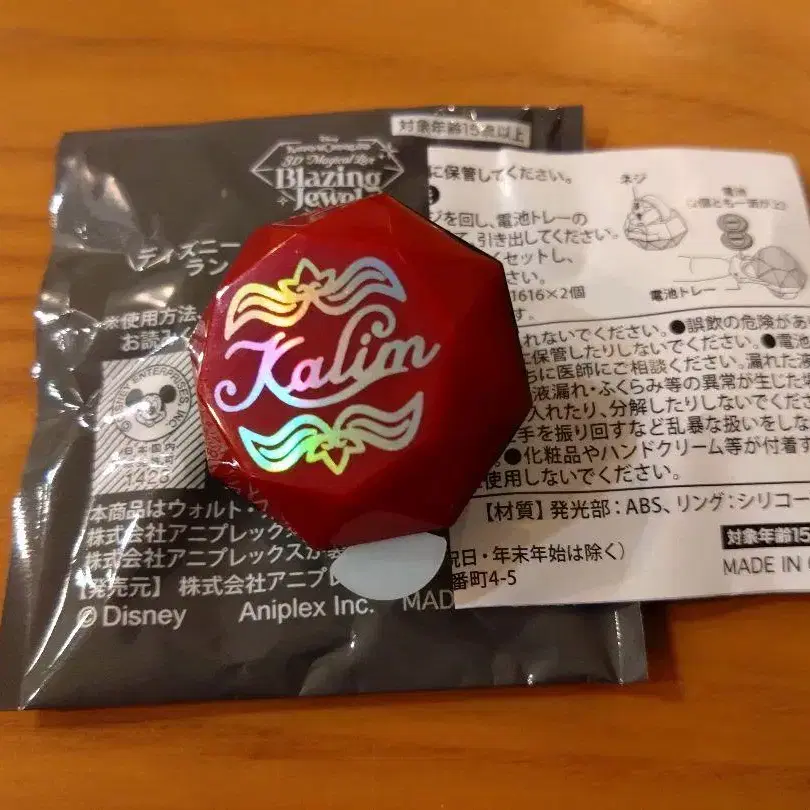 対象年齢15歳以上
3D Magical Live
Blazing
Jewel
ディズニー
ラン
※使用方法
お読み
日本国内
1423
本商品はウォルト・
株式会社アニプレックス
株式会社アニプレックスが
【発売元】 株式会社アニプレ
©Disney Aniplex Inc. MAD
Kalim
に保管してください。
ジを回し、電池トレーの
引き出してください。
くセットし、
さい。
1616×2個
す。
ネジ
電池
電池トレー
れないでください。●誤飲の危険があ
に保管したりしないでください。●電池
ちに医師にご相談ください。漏れた液
液漏れ・ふくらみ等の異常が生じた場
入れたり、分解したりしないでくださ
手を振り回すなど乱暴な扱いをしな
●化粧品やハンドクリーム等が付着す
使用しないでください。
【材質】発光部:ABS、リング:シリコー
対象年齢15
祝日・年末年始は除く)
番町4-5
MADE IN